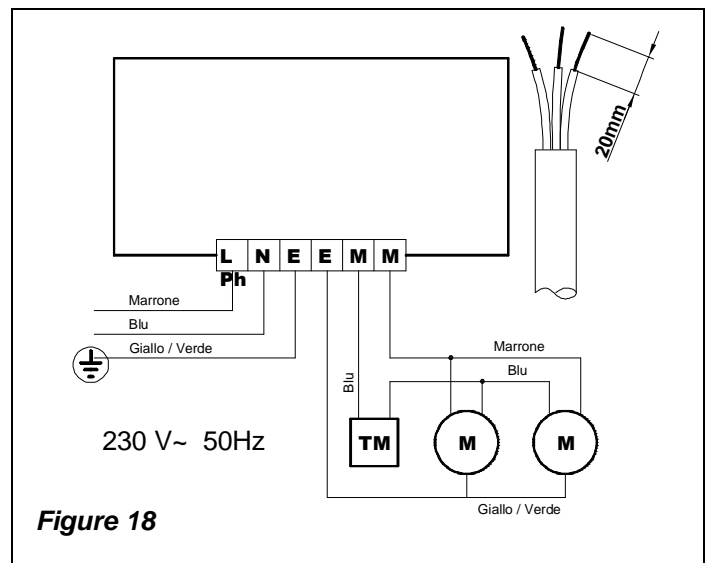 20mm
L N E E M M
Ph
Marrone
Blu
Giallo / Verde
Marrone
Blu
Blu
230 V~ 50Hz
TM
M
M
Giallo / Verde
Figure 18